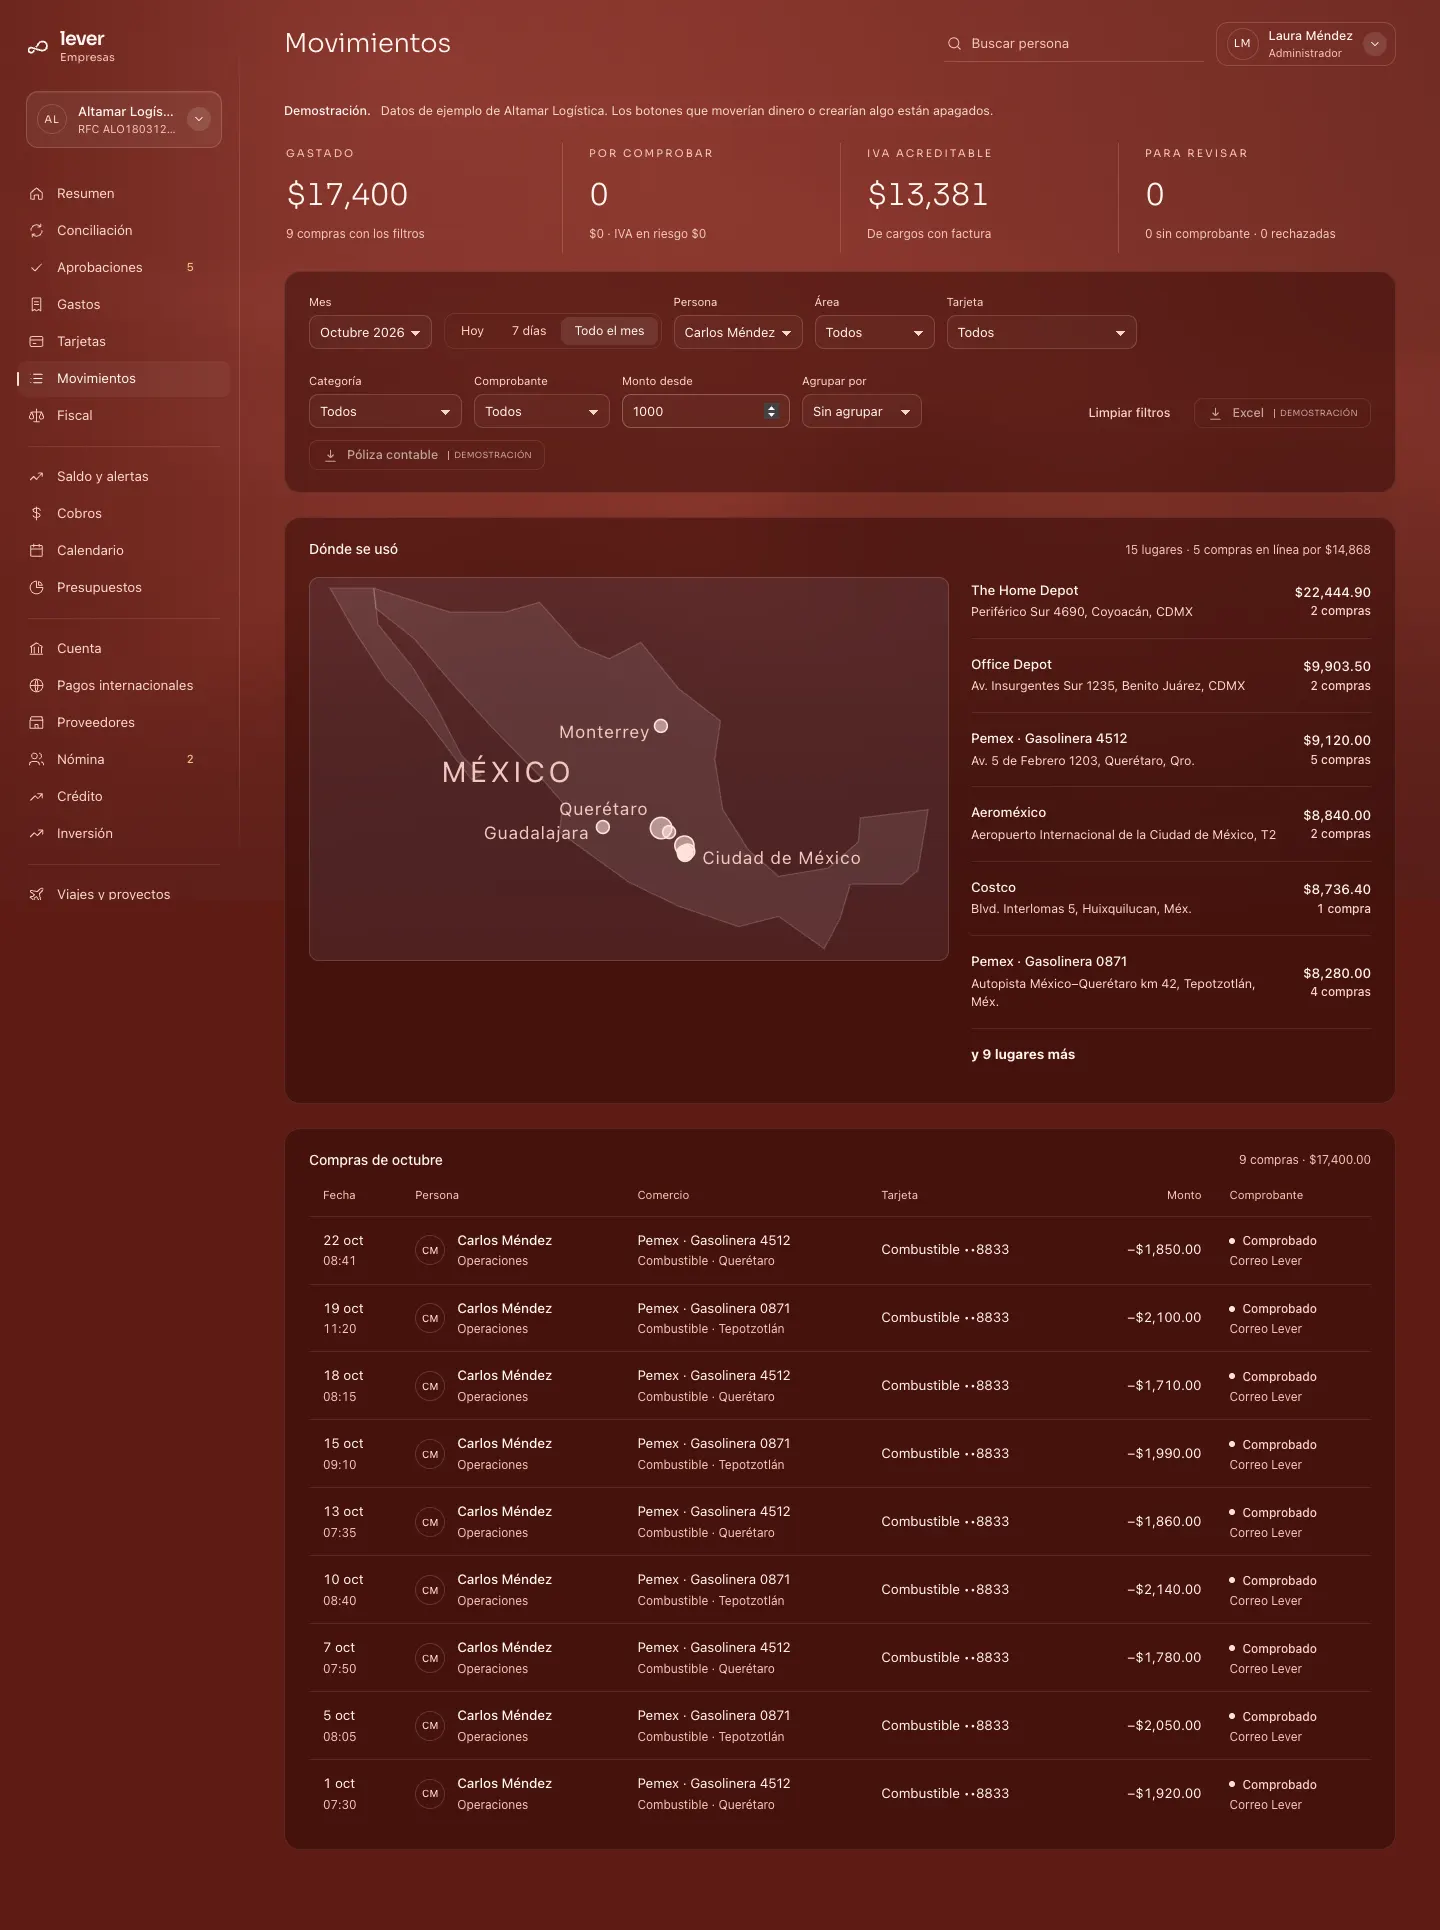 lever
Empresas
AL
Altamar Logís...
RFC ALO180312...
Resumen
Conciliación
Aprobaciones 5
Gastos
Tarjetas
Movimientos
Fiscal
Saldo y alertas
Cobros
Calendario
Presupuestos
Cuenta
Pagos internacionales
Proveedores
Nómina 2
Crédito
Inversión
Viajes y proyectos
Movimientos
Buscar persona
LM
Laura Méndez
Administrador
Demostración. Datos de ejemplo de Altamar Logística. Los botones que moverían dinero o crearían algo están apagados.
GASTADO
$17,400
9 compras con los filtros
POR COMPROBAR
0
$0 · IVA en riesgo $0
IVA ACREDITABLE
$13,381
De cargos con factura
PARA REVISAR
0
0 sin comprobante · 0 rechazadas
Mes
Octubre 2026
Hoy 7 días Todo el mes
Persona
Carlos Méndez
Área
Todos
Tarjeta
Todos
Categoría
Todos
Comprobante
Todos
Monto desde
1000
Agrupar por
Sin agrupar
Limpiar filtros
Excel | DEMOSTRACIÓN
Póliza contable | DEMOSTRACIÓN
Dónde se usó
15 lugares · 5 compras en línea por $14,868
Monterrey
MÉXICO
Querétaro
Guadalajara
Ciudad de México
The Home Depot $22,444.90
Periférico Sur 4690, Coyoacán, CDMX 2 compras
Office Depot $9,903.50
Av. Insurgentes Sur 1235, Benito Juárez, CDMX 2 compras
Pemex · Gasolinera 4512 $9,120.00
Av. 5 de Febrero 1203, Querétaro, Qro. 5 compras
Aeroméxico $8,840.00
Aeropuerto Internacional de la Ciudad de México, T2 2 compras
Costco $8,736.40
Blvd. Interlomas 5, Huixquilucan, Méx. 1 compra
Pemex · Gasolinera 0871 $8,280.00
Autopista México–Querétaro km 42, Tepotzotlán, 4 compras
Méx.
y 9 lugares más
Compras de octubre
9 compras · $17,400.00
Fecha Persona Comercio Tarjeta Monto Comprobante
22 oct CM Carlos Méndez Pemex · Gasolinera 4512 Combustible ••8833 −$1,850.00 Comprobado
08:41 Operaciones Combustible · Querétaro Correo Lever
19 oct CM Carlos Méndez Pemex · Gasolinera 0871 Combustible ••8833 −$2,100.00 Comprobado
11:20 Operaciones Combustible · Tepotzotlán Correo Lever
18 oct CM Carlos Méndez Pemex · Gasolinera 4512 Combustible ••8833 −$1,710.00 Comprobado
08:15 Operaciones Combustible · Querétaro Correo Lever
15 oct CM Carlos Méndez Pemex · Gasolinera 0871 Combustible ••8833 −$1,990.00 Comprobado
09:10 Operaciones Combustible · Tepotzotlán Correo Lever
13 oct CM Carlos Méndez Pemex · Gasolinera 4512 Combustible ••8833 −$1,860.00 Comprobado
07:35 Operaciones Combustible · Querétaro Correo Lever
10 oct CM Carlos Méndez Pemex · Gasolinera 0871 Combustible ••8833 −$2,140.00 Comprobado
08:40 Operaciones Combustible · Tepotzotlán Correo Lever
7 oct CM Carlos Méndez Pemex · Gasolinera 4512 Combustible ••8833 −$1,780.00 Comprobado
07:50 Operaciones Combustible · Querétaro Correo Lever
5 oct CM Carlos Méndez Pemex · Gasolinera 0871 Combustible ••8833 −$2,050.00 Comprobado
08:05 Operaciones Combustible · Tepotzotlán Correo Lever
1 oct CM Carlos Méndez Pemex · Gasolinera 4512 Combustible ••8833 −$1,920.00 Comprobado
07:30 Operaciones Combustible · Querétaro Correo Lever